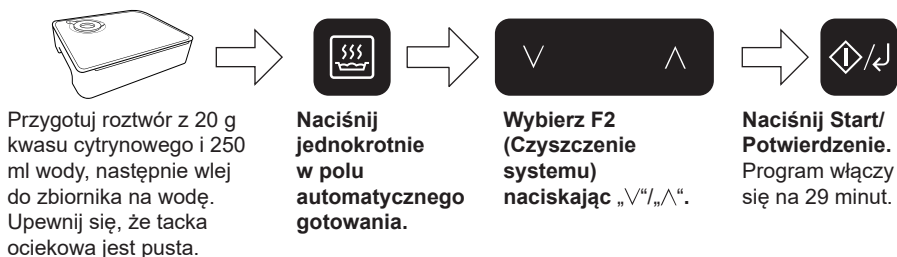 Przygotuj roztwór z 20 g
kwasu cytrynowego i 250
ml wody, następnie wlej
do zbiornika na wodę.
Upewnij się, że tacka
ociekowa jest pusta.
Naciśnij
jednokrotnie
w polu
automatycznego
gotowania.
Wybierz F2
(Czyszczenie
systemu)
naciskając „∨“/„∧“.
Naciśnij Start/
Potwierdzenie.
Program włączy
się na 29 minut.